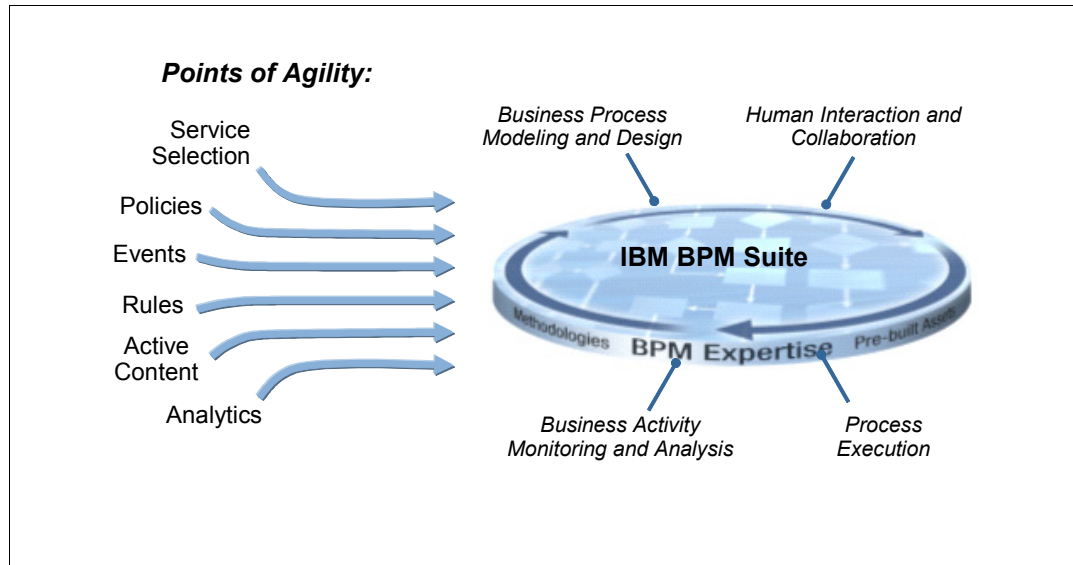 Points of Agility:
Service
Selection
Policies
Events
Rules
Active
Content
Analytics
Business Process
Modeling and Design
Human Interaction and
Collaboration
IBM BPM Suite
Methodologies
BPM Expertise
Pre-built Assets
Business Activity
Monitoring and Analysis
Process
Execution